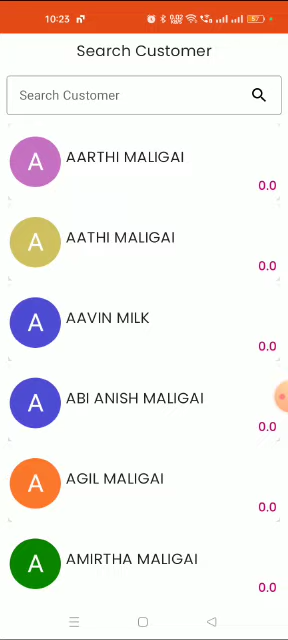 10:23
Search Customer
Search Customer
A AARTHI MALIGAI
0.0
A AATHI MALIGAI
0.0
A AAVIN MILK
0.0
A ABI ANISH MALIGAI
0.0
A AGIL MALIGAI
0.0
A AMIRTHA MALIGAI
0.0